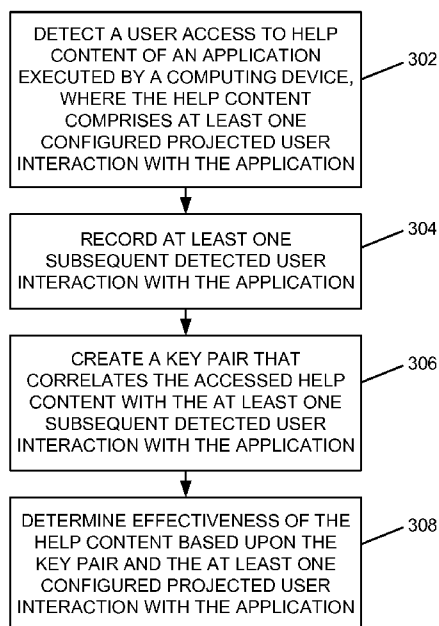 DETECT A USER ACCESS TO HELP
CONTENT OF AN APPLICATION
EXECUTED BY A COMPUTING DEVICE,
WHERE THE HELP CONTENT
COMPRISES AT LEAST ONE
CONFIGURED PROJECTED USER
INTERACTION WITH THE APPLICATION
302
RECORD AT LEAST ONE
SUBSEQUENT DETECTED USER
INTERACTION WITH THE APPLICATION
304
CREATE A KEY PAIR THAT
CORRELATES THE ACCESSED HELP
CONTENT WITH THE AT LEAST ONE
SUBSEQUENT DETECTED USER
INTERACTION WITH THE APPLICATION
306
DETERMINE EFFECTIVENESS OF THE
HELP CONTENT BASED UPON THE
KEY PAIR AND THE AT LEAST ONE
CONFIGURED PROJECTED USER
INTERACTION WITH THE APPLICATION
308